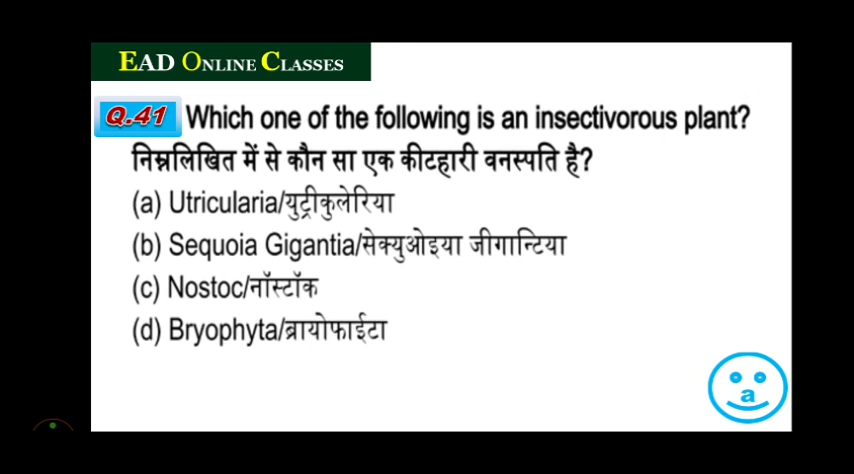 EAD ONLINE CLASSES
Q.41 Which one of the following is an insectivorous plant?
निम्नलिखित में से कौन सा एक कीटहारी वनस्पति है?
(a) Utricularia/युट्रीकुलेरिया
(b) Sequoia Gigantia/सेक्युओइया जीगान्टिया
(c) Nostoc/नॉस्टॉक
(d) Bryophyta/ब्रायोफाईटा
a